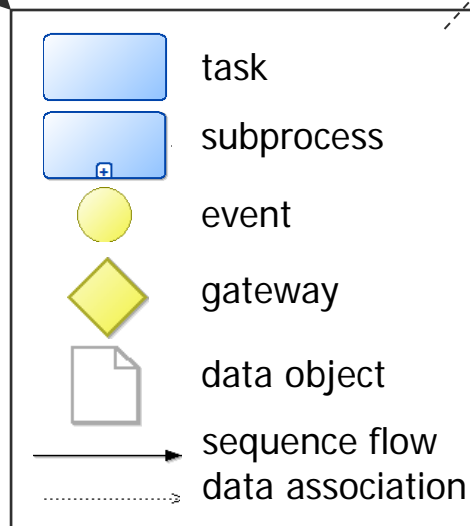 task
subprocess
event
gateway
data object
sequence flow
data association